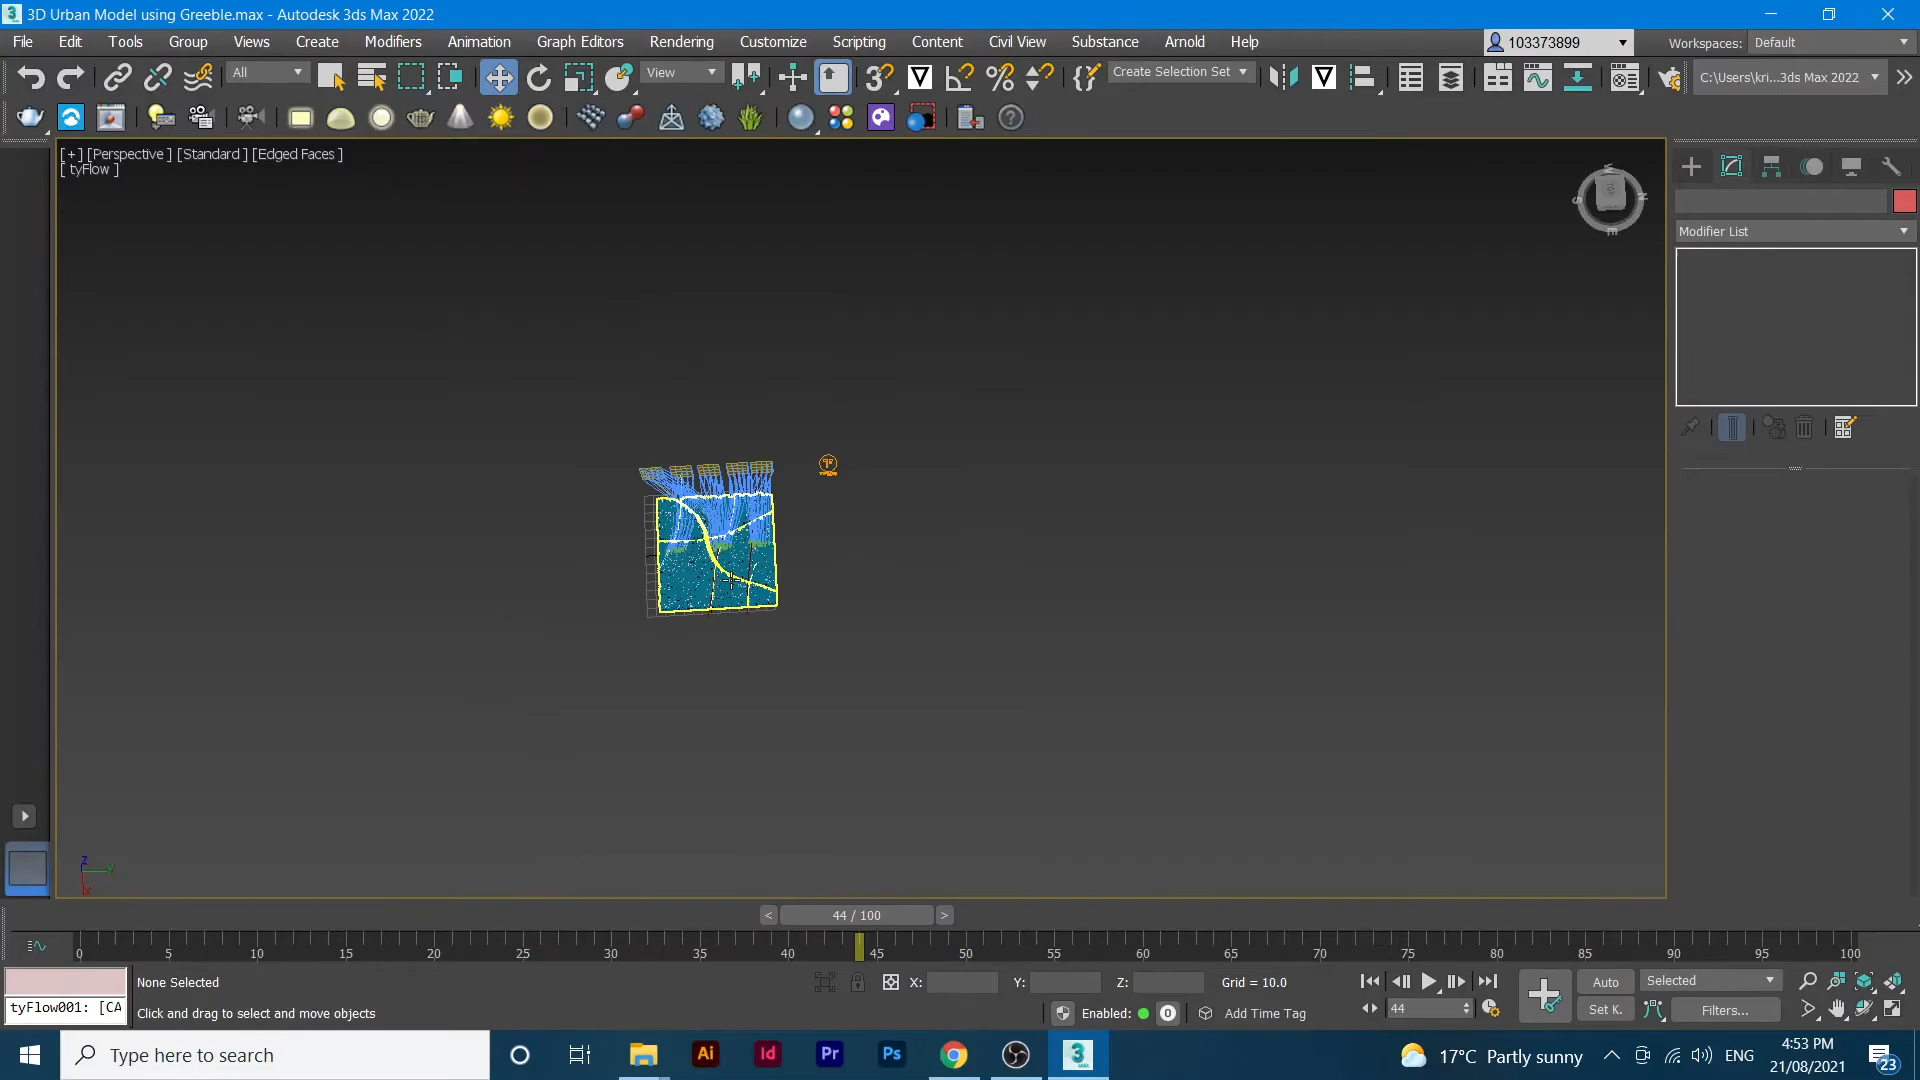 3D Urban Model using Greeble.max - Autodesk 3ds Max 2022
File Edit Tools Group Views Create Modifiers Animation Graph Editors Rendering Customize Scripting Content Civil View Substance Arnold Help
103373899
Workspaces: Default
All
View
Create Selection Set
C:\Users\kri...3ds Max 2022
[+] [Perspective] [Standard] [Edged Faces]
[tyFlow]
Modifier List
44 / 100
0 5 10 15 20 25 30 35 40 45 50 55 60 65 70 75 80 85 90 95 100
None Selected
X: Y: Z: Grid = 10.0
Auto
Selected
tyFlow001: [CA
Click and drag to select and move objects
Enabled: 0 Add Time Tag
44
Set K.
Filters...
Type here to search
17°C Partly sunny
ENG
4:53 PM
21/08/2021
23